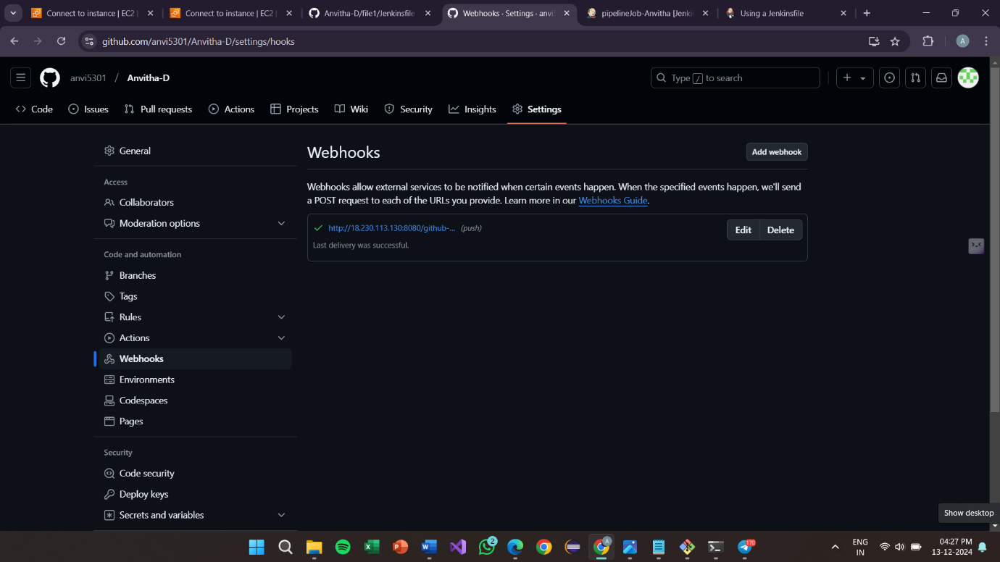 Connect to instance | EC2 |
Connect to instance | EC2 |
Anvitha-D/file1/Jenkinsfile
Webhooks · Settings · anvi5
pipelineJob-Anvitha [Jenki
Using a Jenkinsfile
github.com/anvi5301/Anvitha-D/settings/hooks
A
anvi5301 / Anvitha-D
Type / to search
Code
Issues
Pull requests
Actions
Projects
Wiki
Security
Insights
Settings
General
Access
Collaborators
Moderation options
Code and automation
Branches
Tags
Rules
Actions
Webhooks
Environments
Codespaces
Pages
Security
Code security
Deploy keys
Secrets and variables
Webhooks
Add webhook
Webhooks allow external services to be notified when certain events happen. When the specified events happen, we'll send
a POST request to each of the URLs you provide. Learn more in our Webhooks Guide.
http://18.230.113.130:8080/github-... (push)
Edit
Delete
Last delivery was successful.
Show desktop
2
A
170
ENG
IN
04:27 PM
13-12-2024